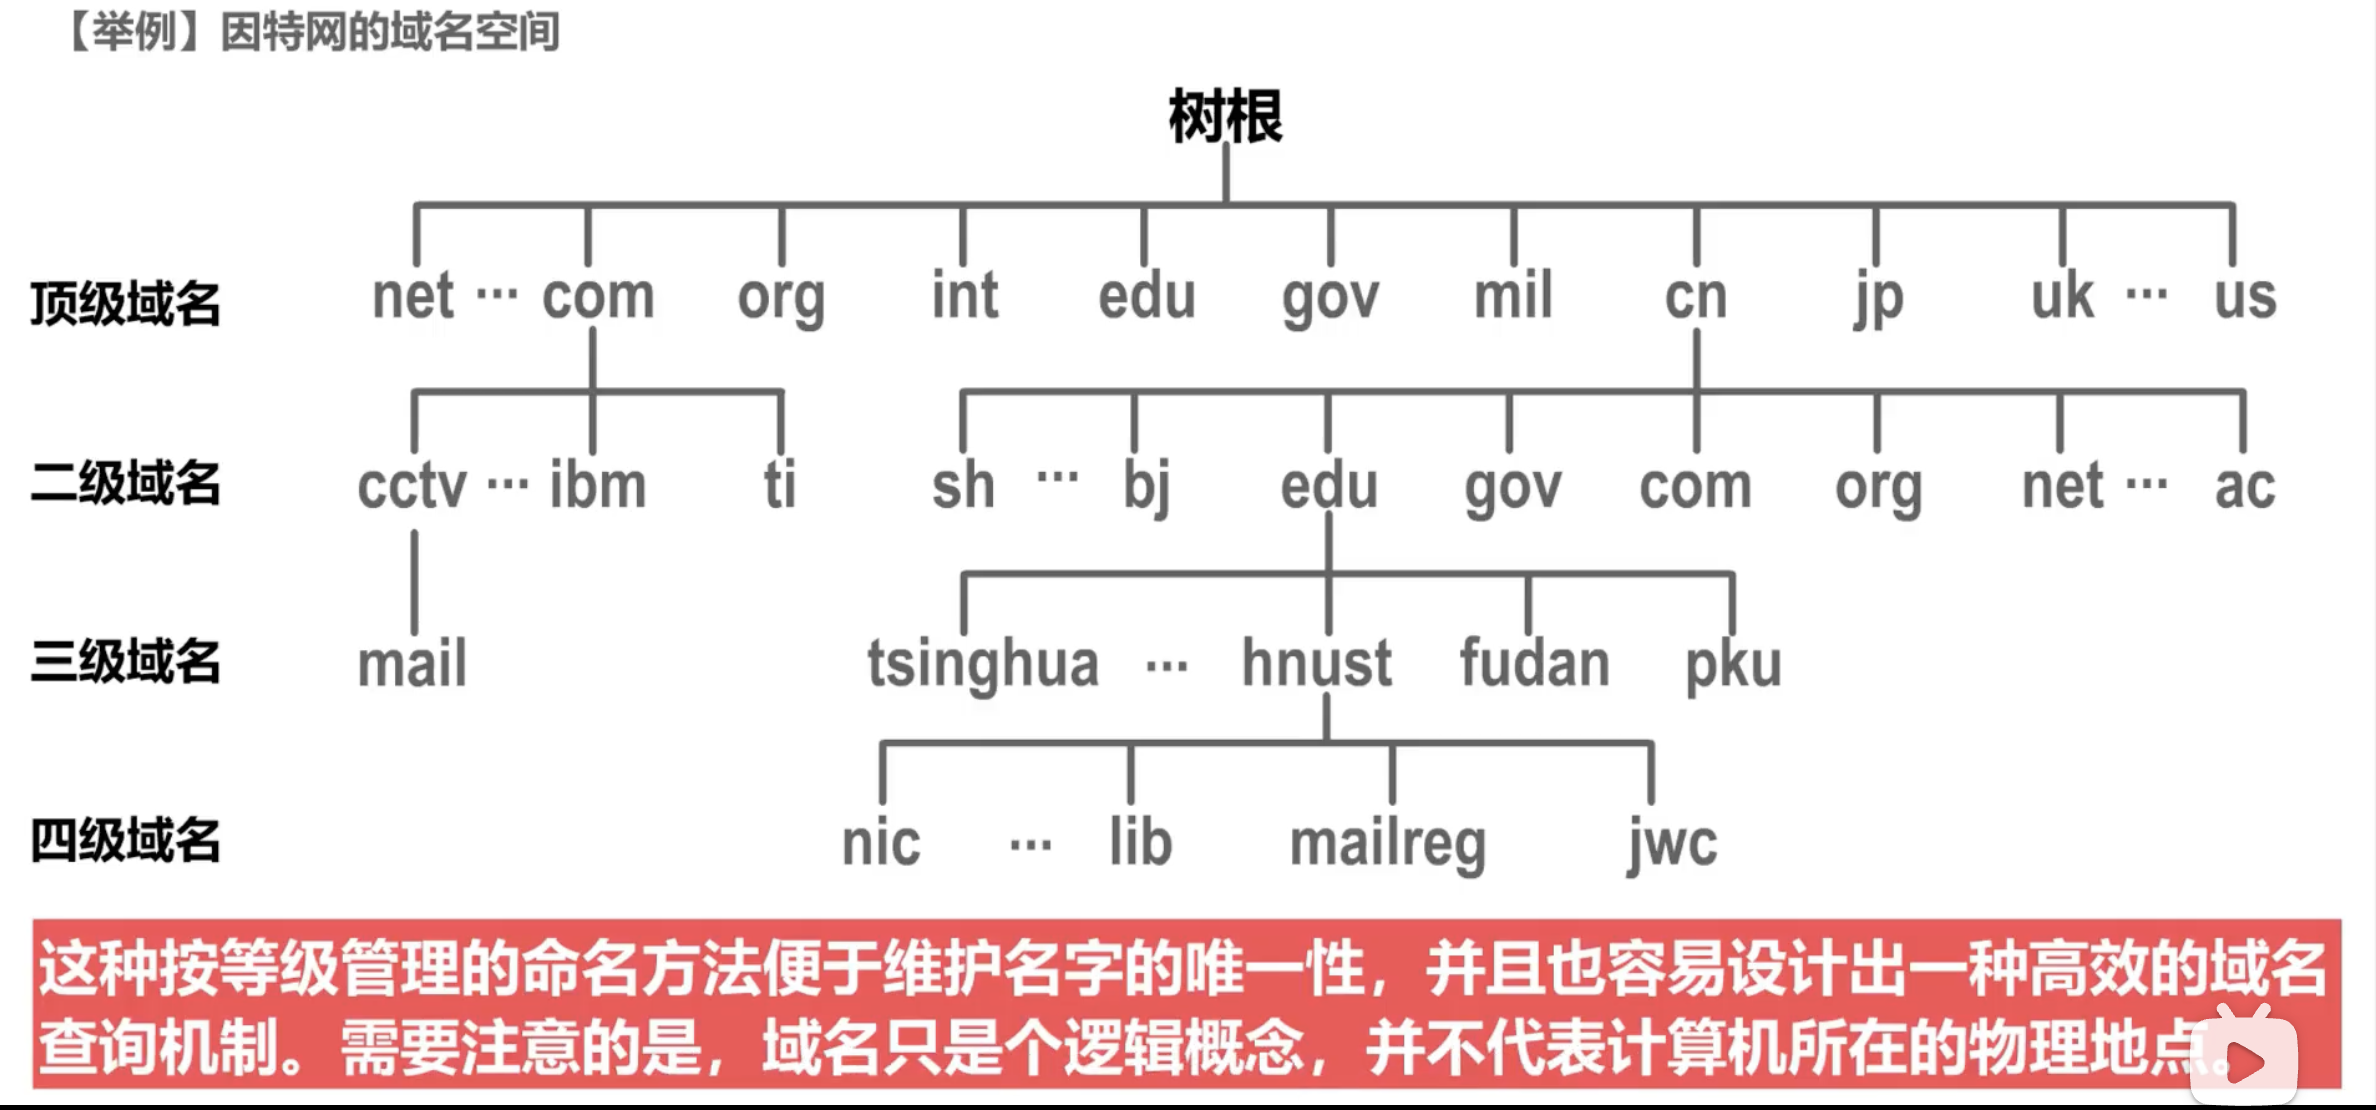 【举例】因特网的域名空间
树根
顶级域名 net ··· com org int edu gov mil cn jp uk ··· us
二级域名 cctv ··· ibm ti sh ··· bj edu gov com org net ··· ac
三级域名 mail tsinghua ··· hnust fudan pku
四级域名 nic ··· lib mailreg jwc
这种按等级管理的命名方法便于维护名字的唯一性，并且也容易设计出一种高效的域名
查询机制。需要注意的是，域名只是个逻辑概念，并不代表计算机所在的物理地点。